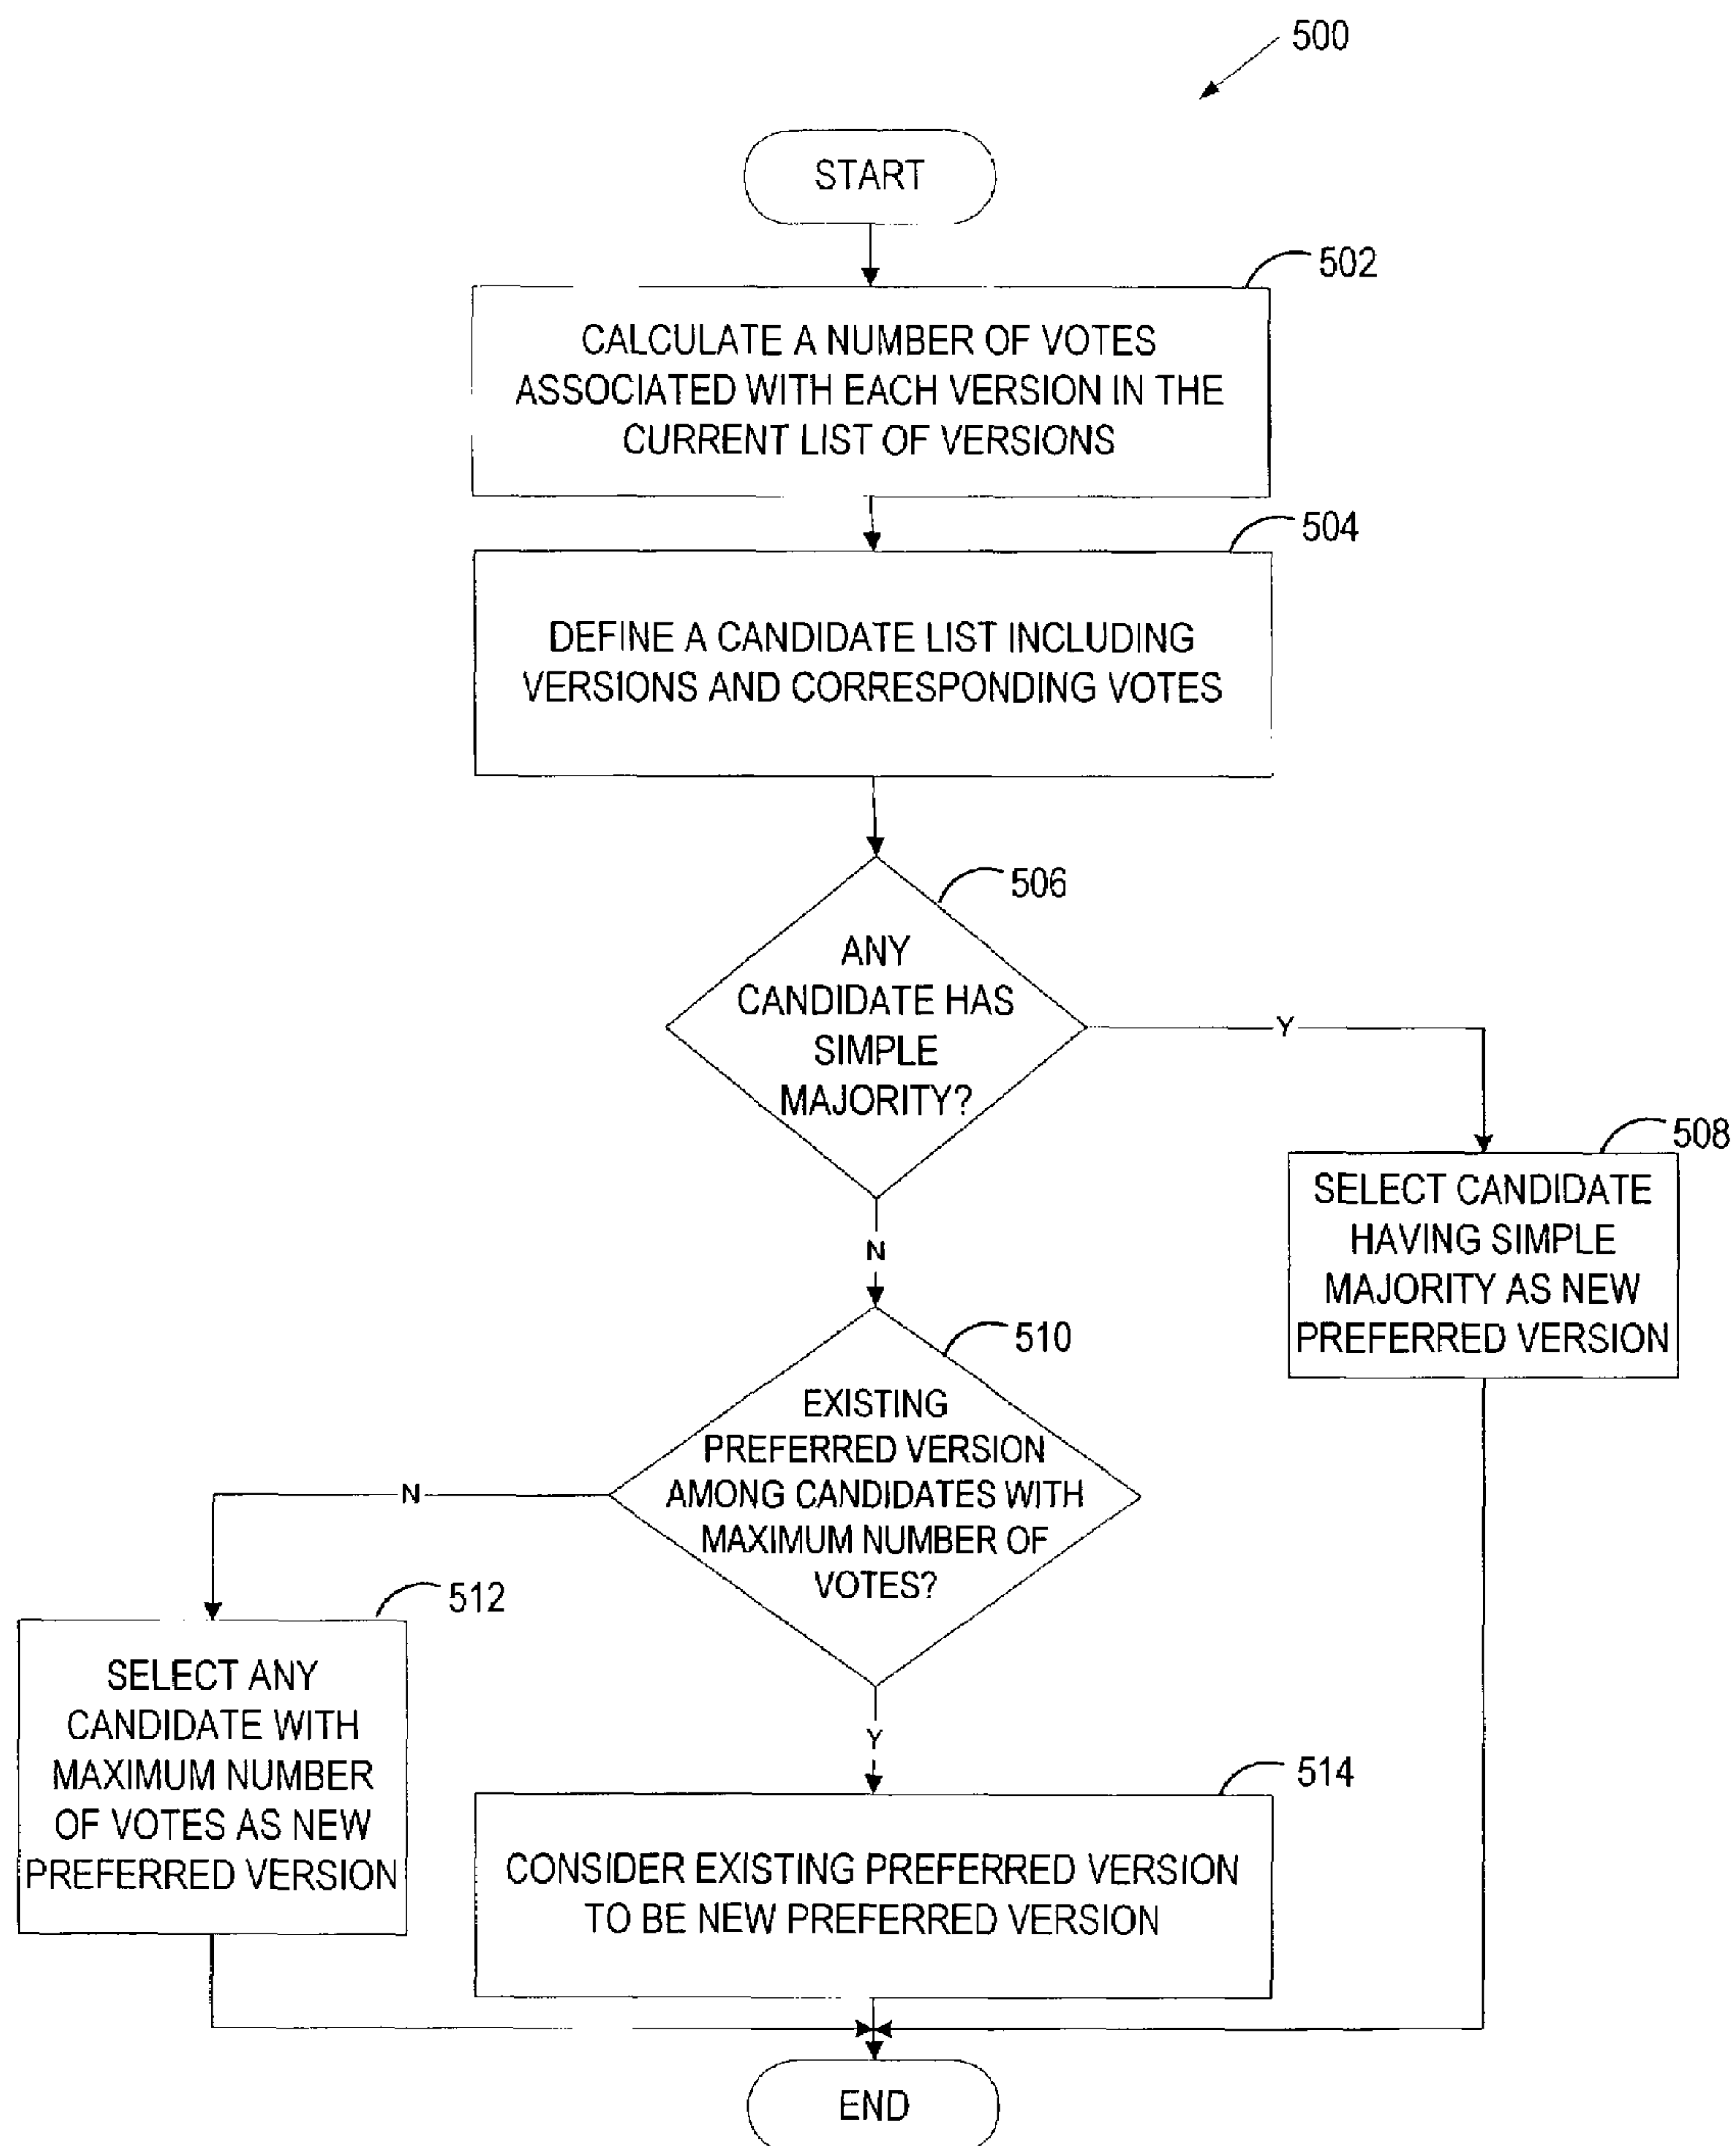 500
START
502
CALCULATE A NUMBER OF VOTES
ASSOCIATED WITH EACH VERSION IN THE
CURRENT LIST OF VERSIONS
504
DEFINE A CANDIDATE LIST INCLUDING
VERSIONS AND CORRESPONDING VOTES
506
ANY
CANDIDATE HAS
SIMPLE
MAJORITY?
Y
N
508
SELECT CANDIDATE
HAVING SIMPLE
MAJORITY AS NEW
PREFERRED VERSION
510
EXISTING
PREFERRED VERSION
AMONG CANDIDATES WITH
MAXIMUM NUMBER OF
VOTES?
N
Y
512
SELECT ANY
CANDIDATE WITH
MAXIMUM NUMBER
OF VOTES AS NEW
PREFERRED VERSION
514
CONSIDER EXISTING PREFERRED VERSION
TO BE NEW PREFERRED VERSION
END